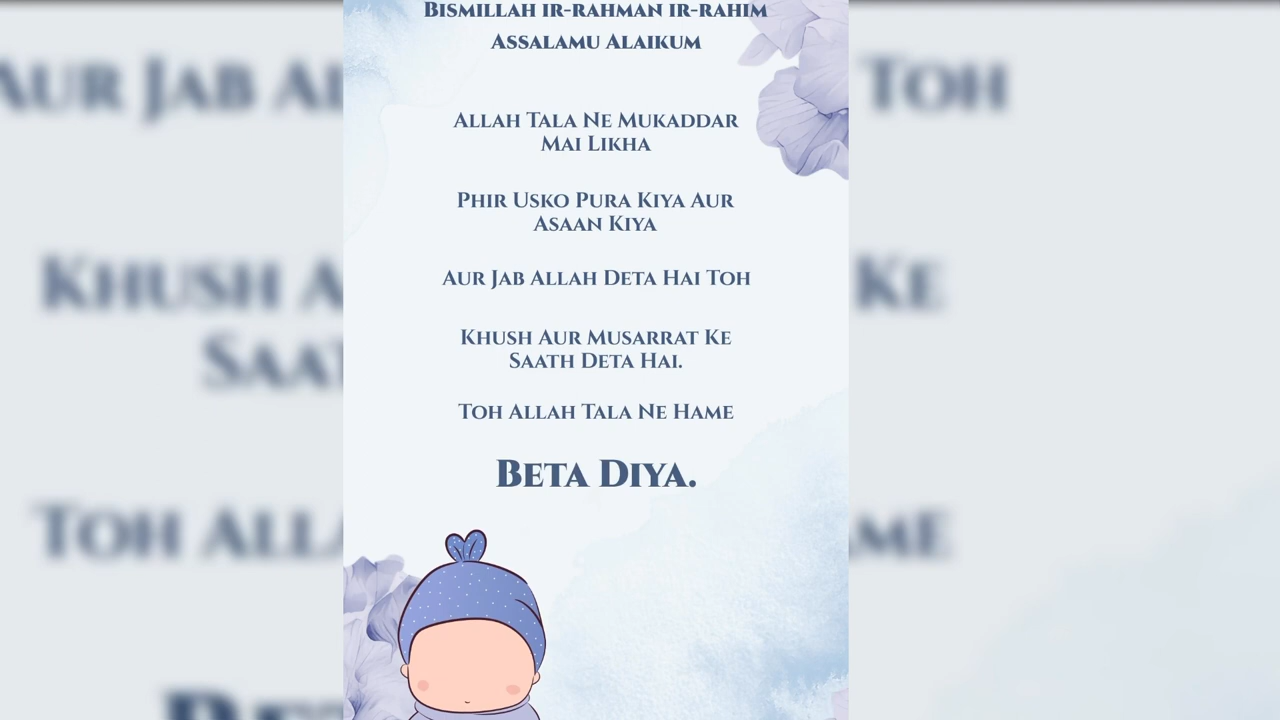 Bismillah ir-rahman ir-rahim
Assalamu Alaikum
Allah Tala Ne Mukaddar
Mai Likha
Phir Usko Pura Kiya Aur
Asaan Kiya
Aur Jab Allah Deta Hai Toh
Khush Aur Musarrat Ke
Saath Deta Hai.
Toh Allah Tala Ne Hame
Beta Diya.